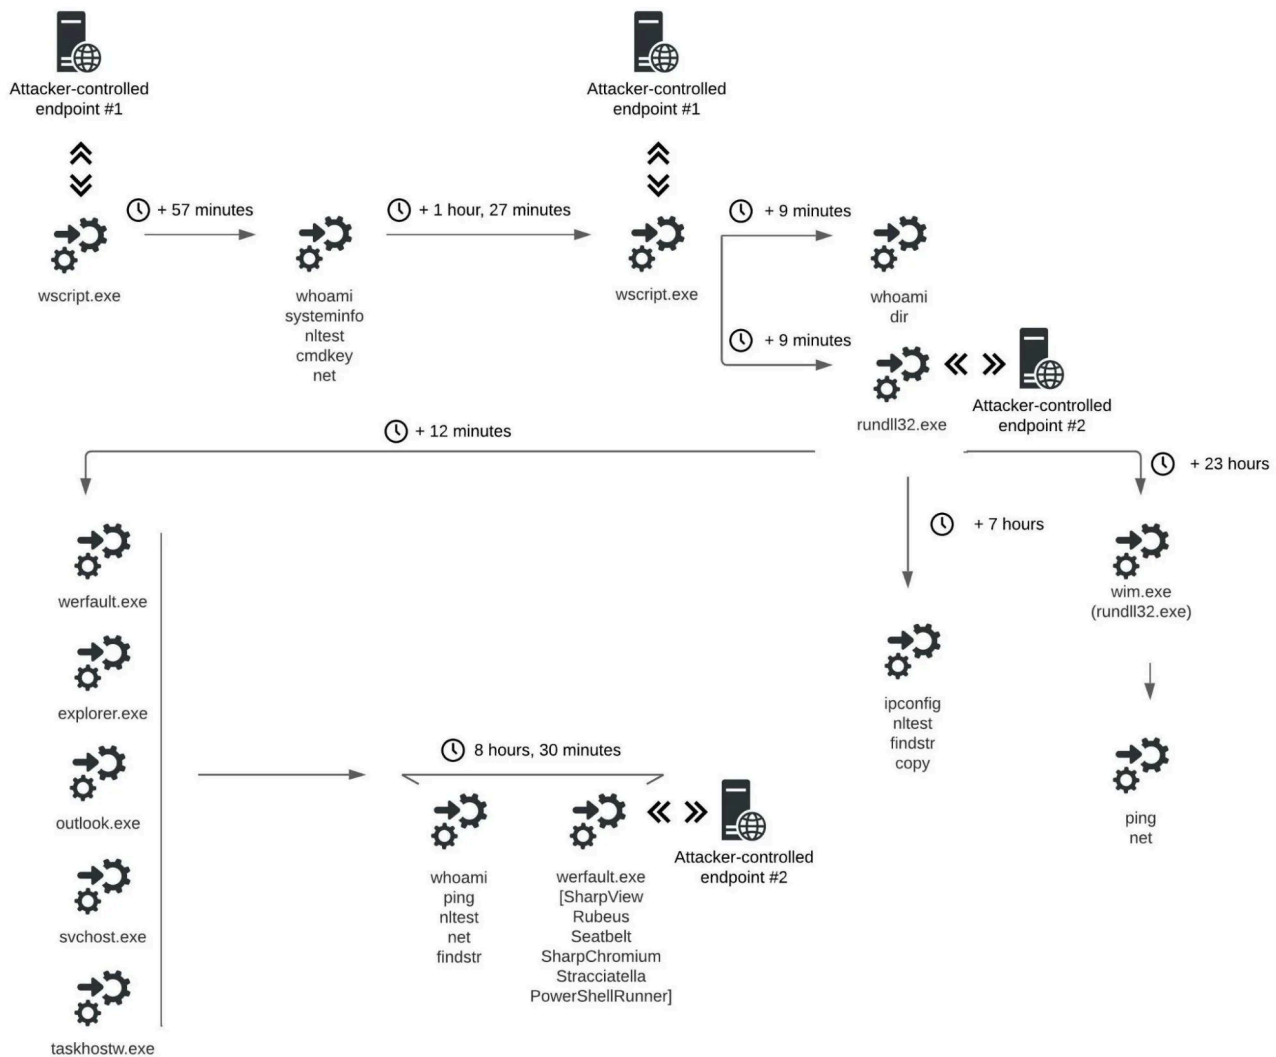 Attacker-controlled
endpoint #1
Attacker-controlled
endpoint #1
+ 57 minutes
+ 1 hour, 27 minutes
+ 9 minutes
wscript.exe
whoami
systeminfo
nltest
cmdkey
net
wscript.exe
whoami
dir
+ 9 minutes
rundll32.exe
Attacker-controlled
endpoint #2
+ 12 minutes
+ 23 hours
+ 7 hours
werfault.exe
explorer.exe
outlook.exe
svchost.exe
taskhostw.exe
8 hours, 30 minutes
whoami
ping
nltest
net
findstr
werfault.exe
[SharpView
Rubeus
Seatbelt
SharpChromium
Stracciatella
PowerShellRunner]
Attacker-controlled
endpoint #2
ipconfig
nltest
findstr
copy
wim.exe
(rundll32.exe)
ping
net